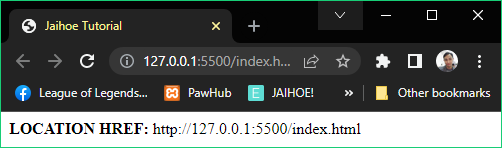 Jaihoe Tutorial
127.0.0.1:5500/index.h...
League of Legends... PawHub JAIHOE! » Other bookmarks
LOCATION HREF: http://127.0.0.1:5500/index.html